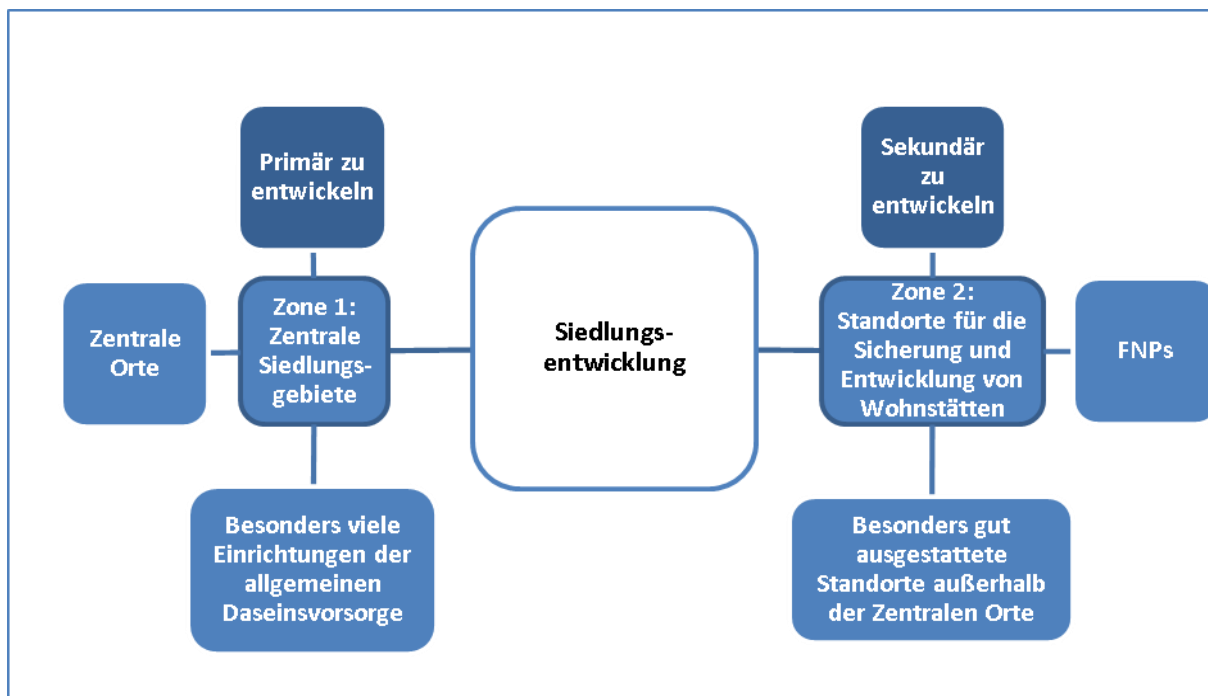 Primär zu
entwickeln
Sekundär
zu
entwickeln
Zentrale
Orte
Zone 1:
Zentrale
Siedlungs-
gebiete
Siedlungs-
entwicklung
Zone 2:
Standorte für die
Sicherung und
Entwicklung von
Wohnstätten
FNPs
Besonders viele
Einrichtungen der
allgemeinen
Daseinsvorsorge
Besonders gut
ausgestattete
Standorte außerhalb
der Zentralen Orte